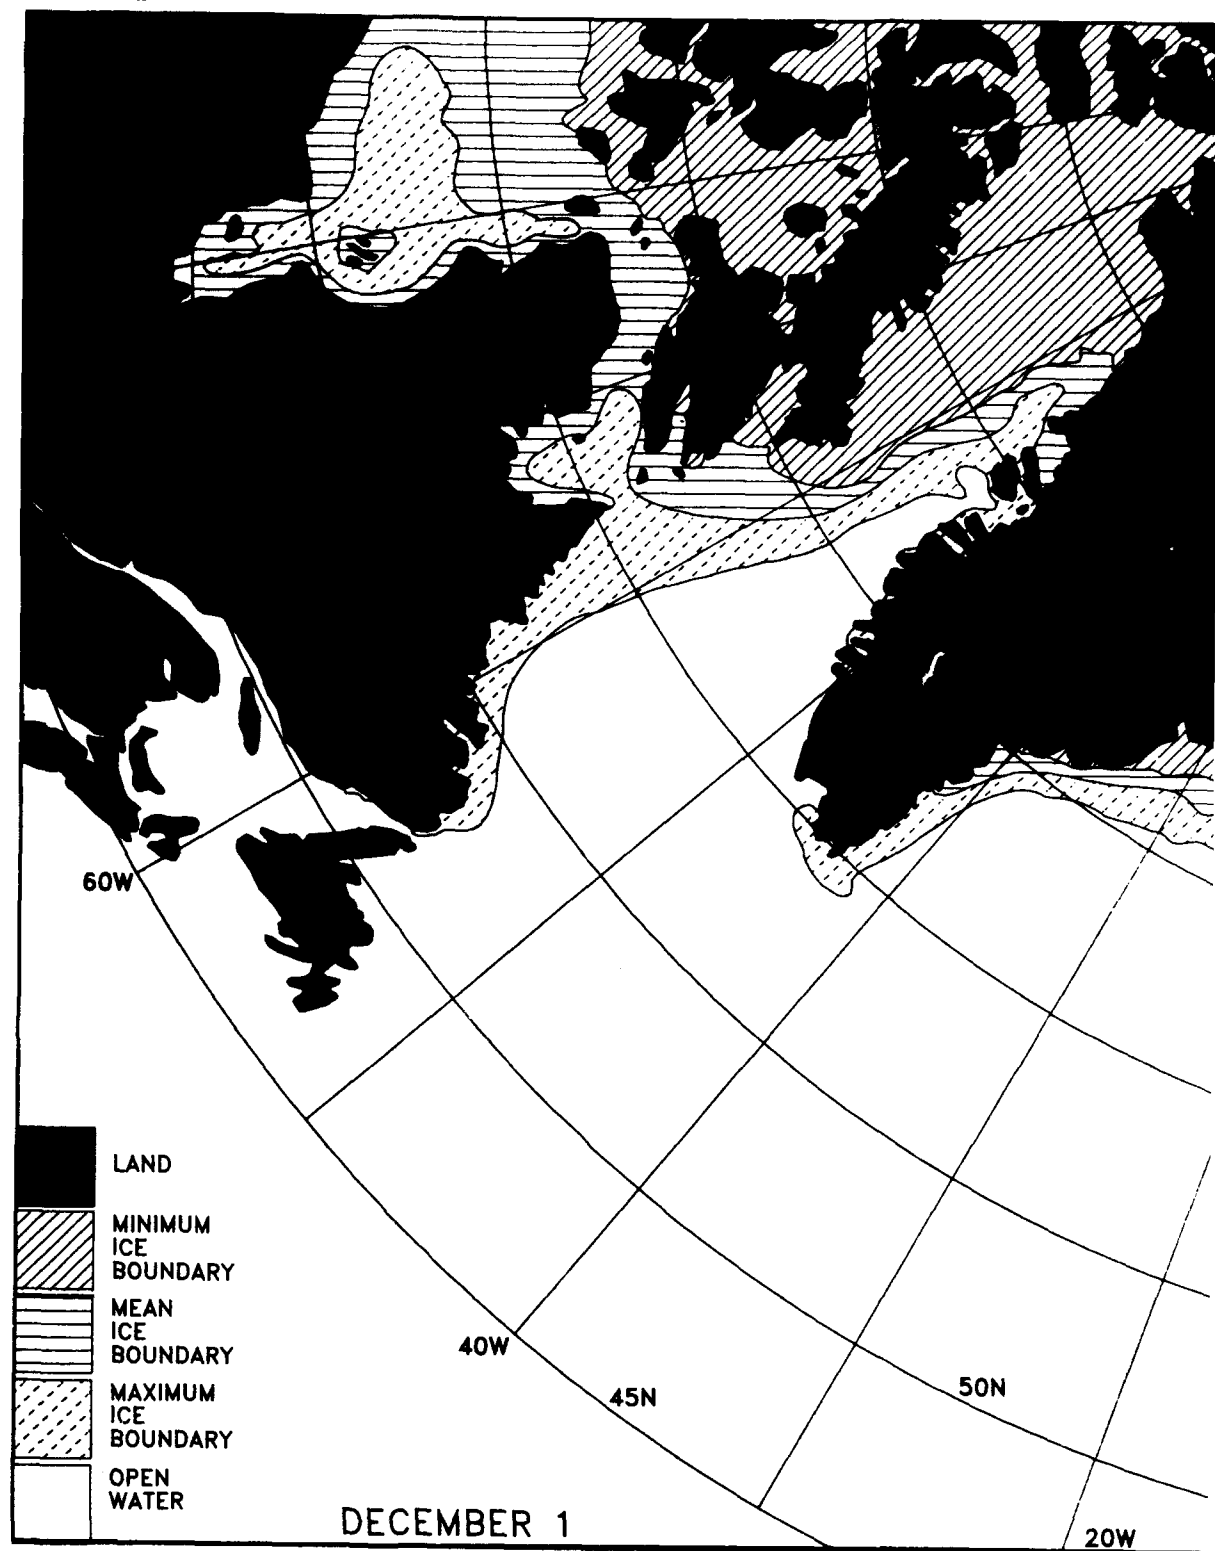 60W
LAND
MINIMUM
ICE
BOUNDARY
MEAN
ICE
BOUNDARY
MAXIMUM
ICE
BOUNDARY
OPEN
WATER
40W
45N
50N
DECEMBER 1
20W